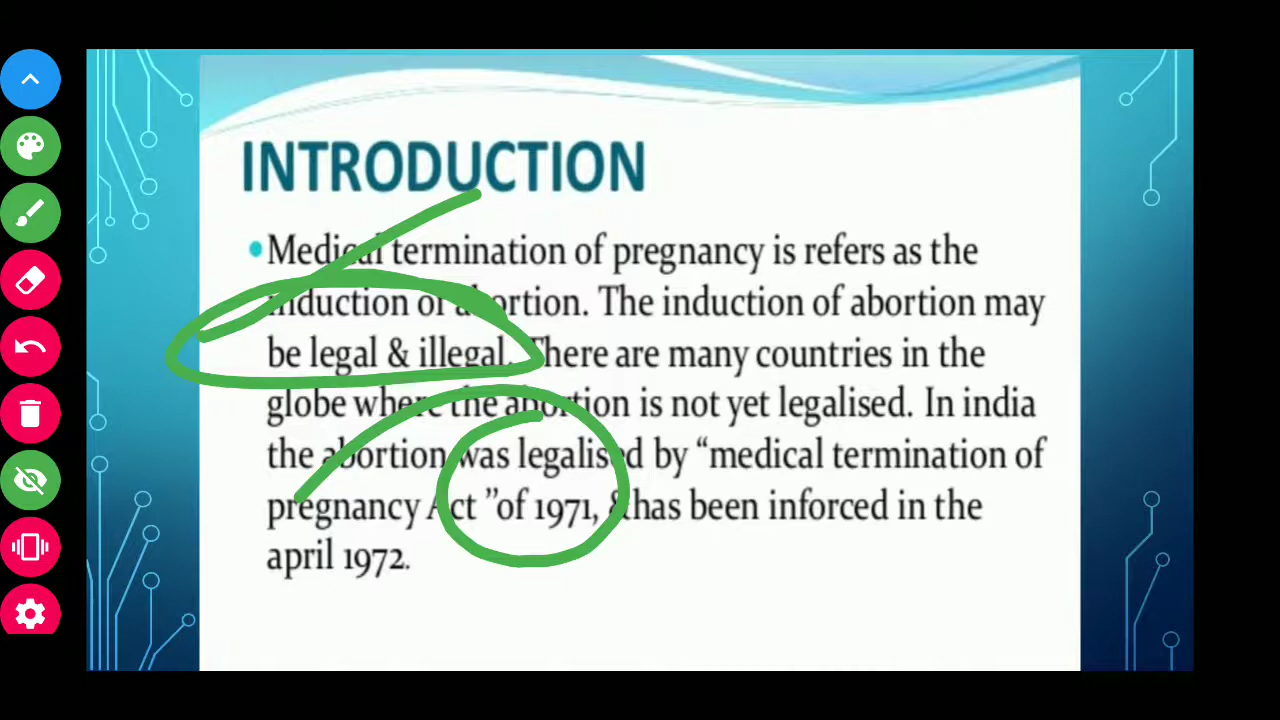 INTRODUCTION
Medical termination of pregnancy is refers as the
induction of abortion. The induction of abortion may
be legal & illegal. There are many countries in the
globe where the abortion is not yet legalised. In india
the abortion was legalised by “medical termination of
pregnancy Act ”of 1971, & has been inforced in the
april 1972.